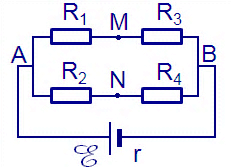 R₁ M R₃
A B
R₂ N R₄
ℰ r